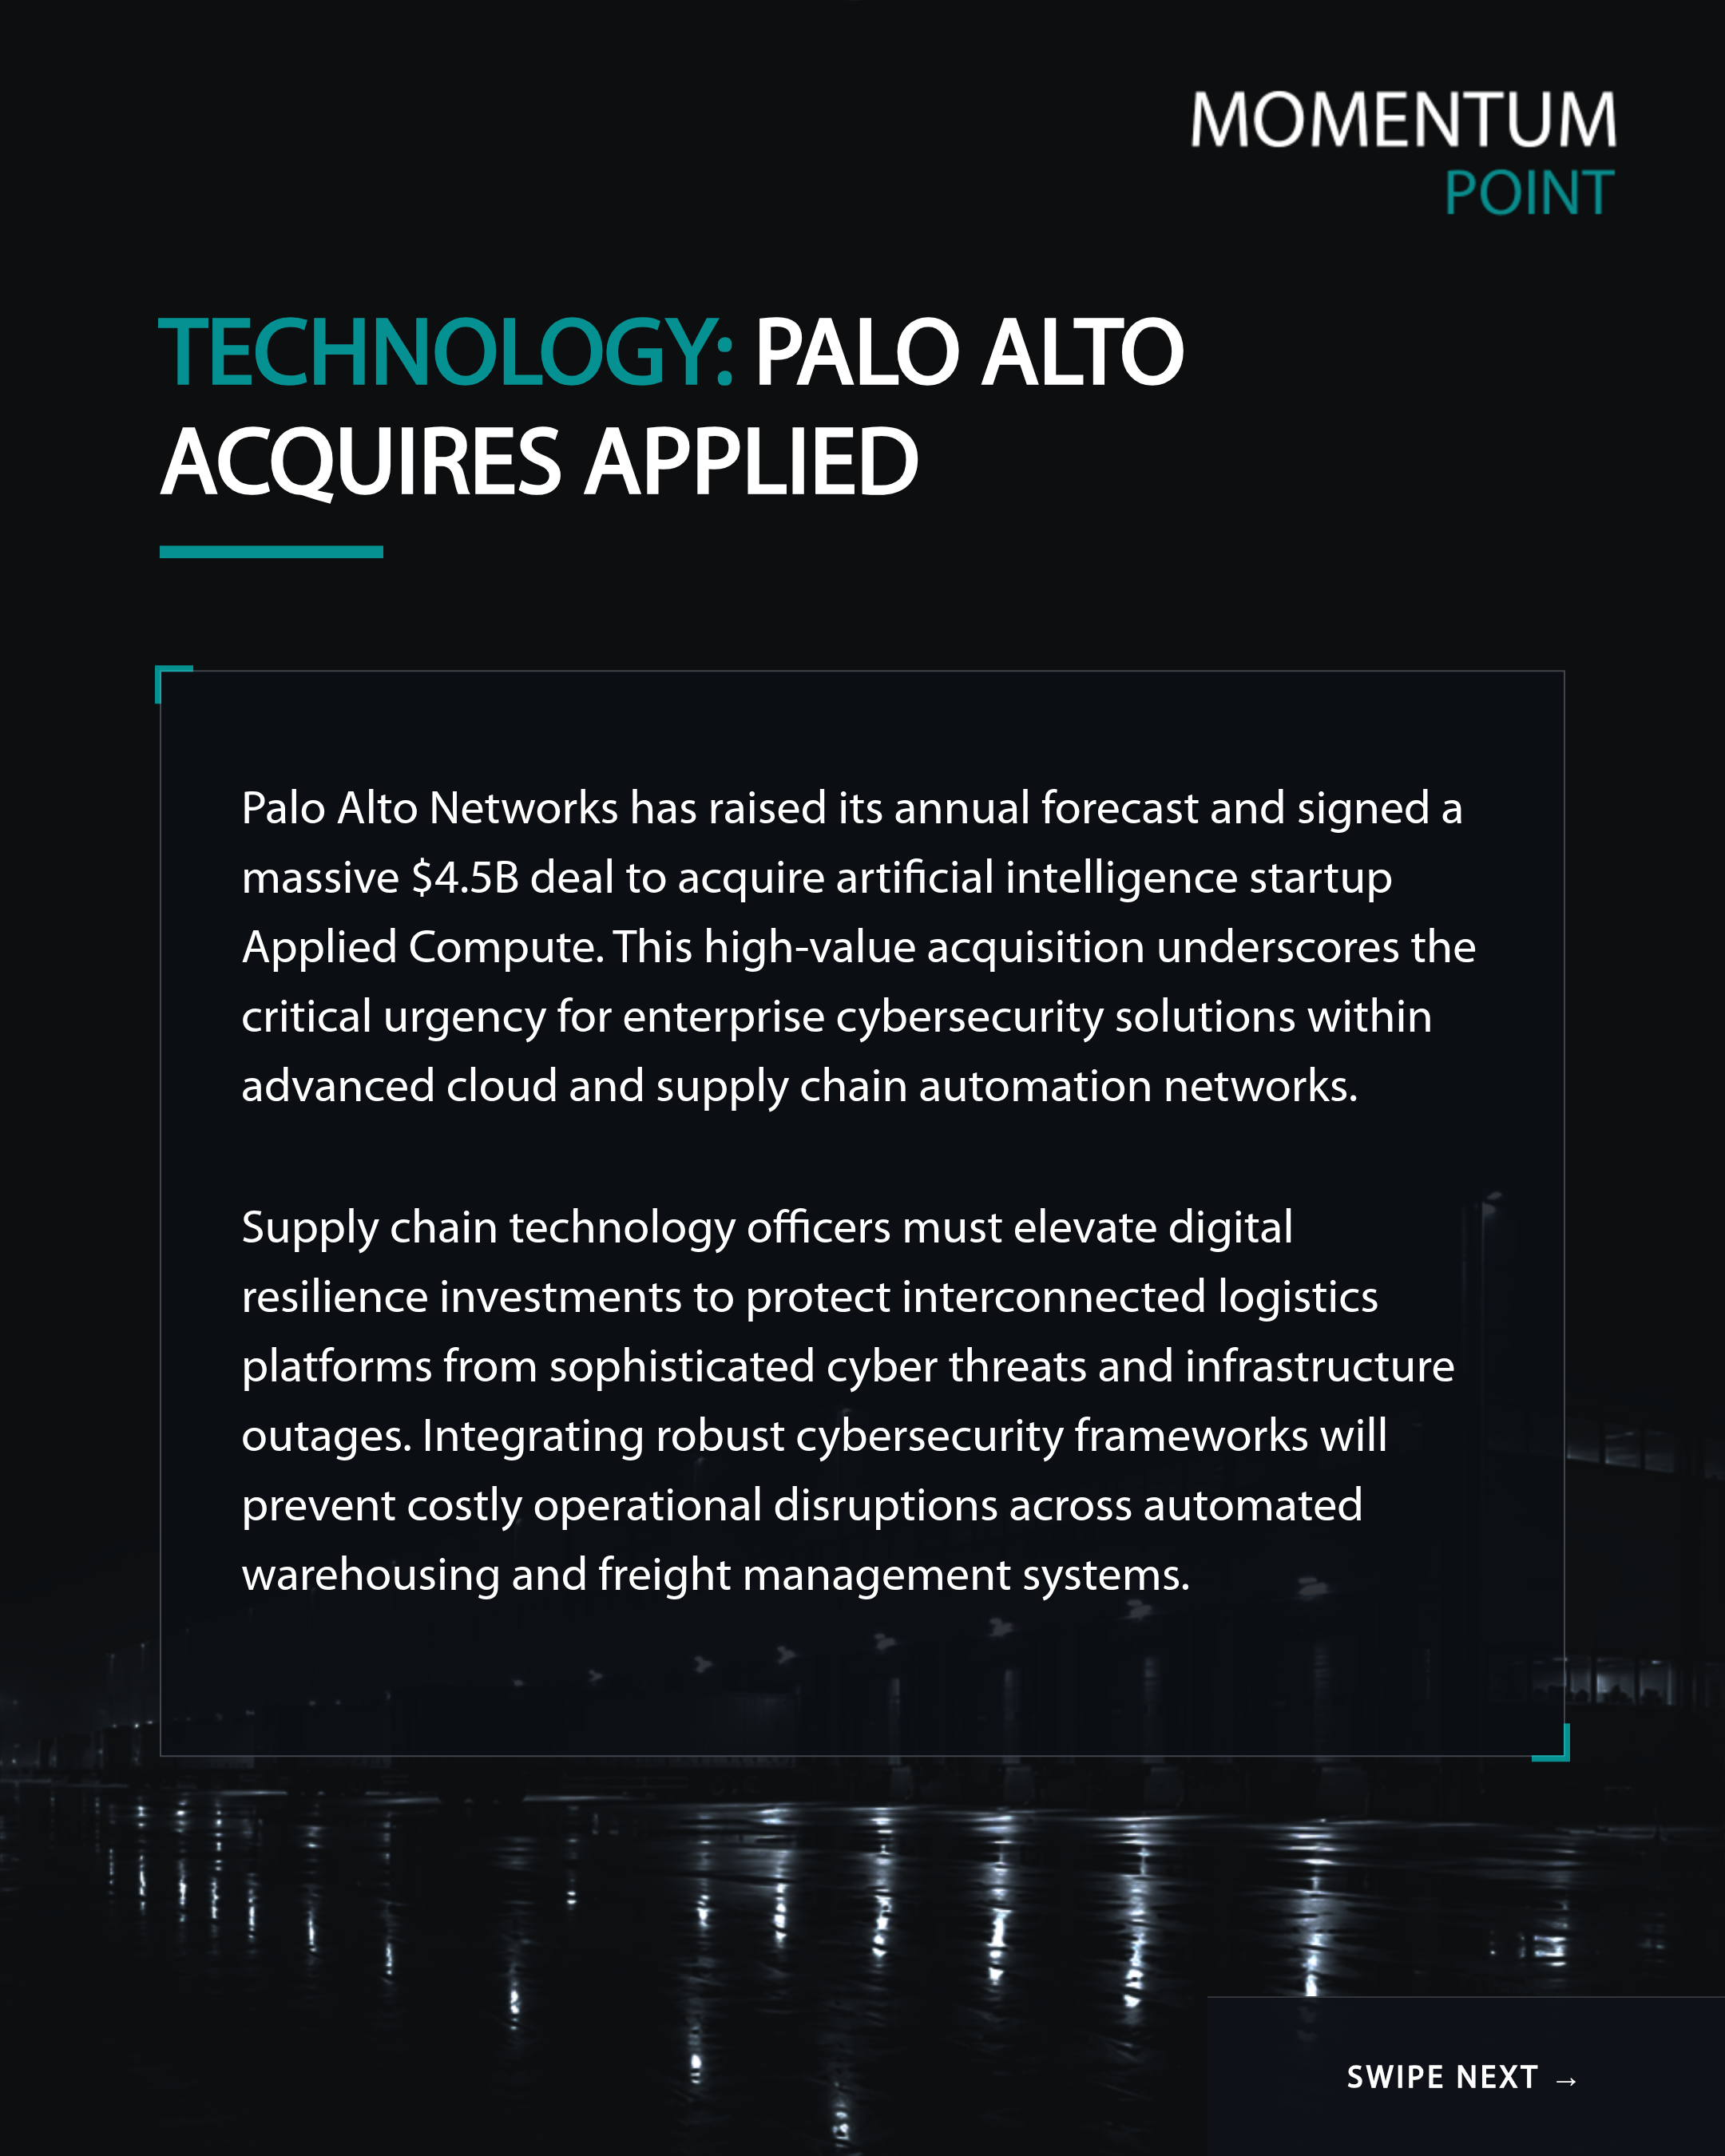 MOMENTUM
POINT
TECHNOLOGY: PALO ALTO
ACQUIRES APPLIED
Palo Alto Networks has raised its annual forecast and signed a
massive $4.5B deal to acquire artificial intelligence startup
Applied Compute. This high-value acquisition underscores the
critical urgency for enterprise cybersecurity solutions within
advanced cloud and supply chain automation networks.
Supply chain technology officers must elevate digital
resilience investments to protect interconnected logistics
platforms from sophisticated cyber threats and infrastructure
outages. Integrating robust cybersecurity frameworks will
prevent costly operational disruptions across automated
warehousing and freight management systems.
SWIPE NEXT →